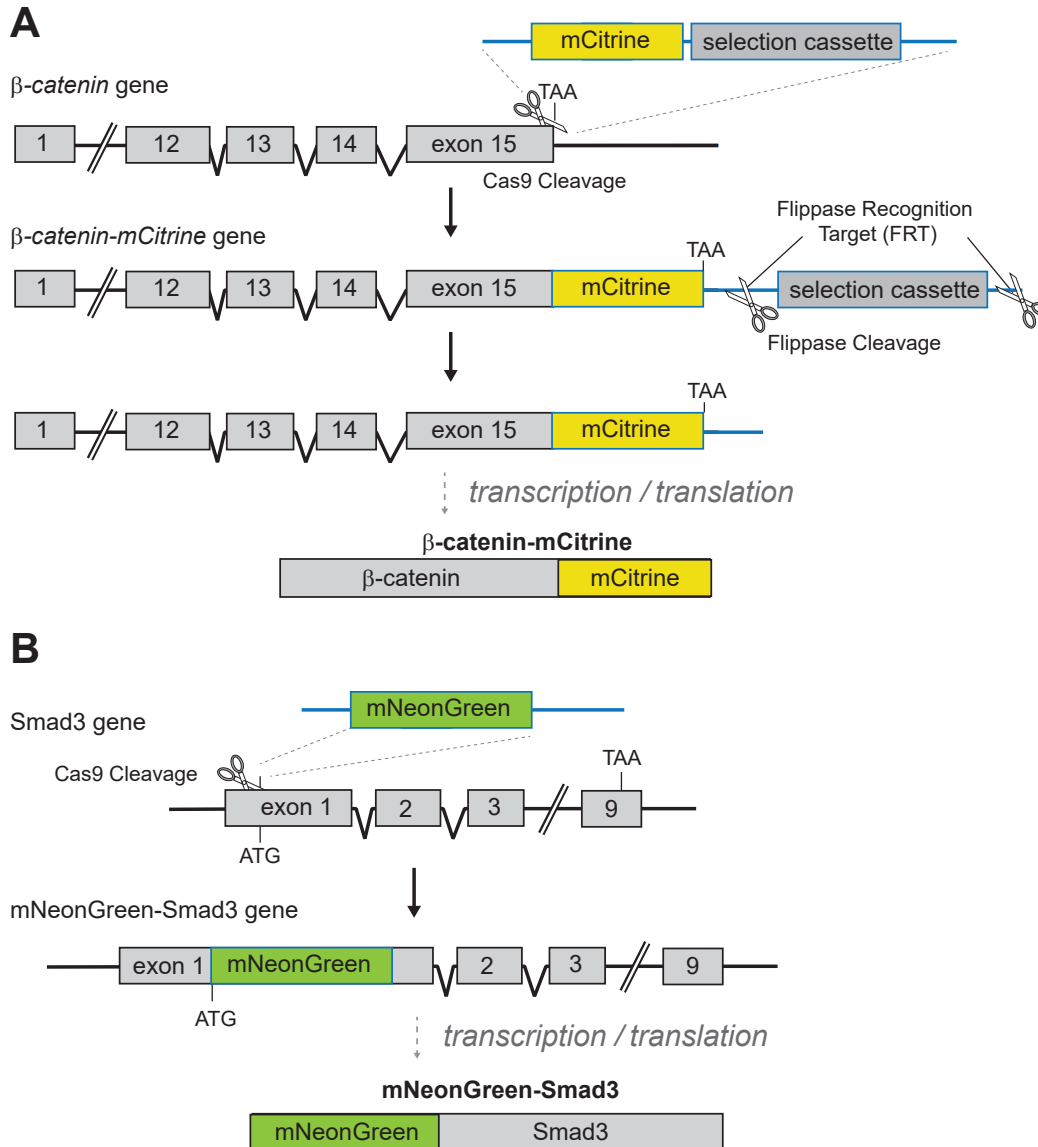 A
mCitrine selection cassette
β-catenin gene
TAA
1 12 13 14 exon 15
Cas9 Cleavage
Flippase Recognition
Target (FRT)
β-catenin-mCitrine gene
TAA
1 12 13 14 exon 15 mCitrine selection cassette
Flippase Cleavage
TAA
1 12 13 14 exon 15 mCitrine
transcription / translation
β-catenin-mCitrine
β-catenin mCitrine
B
mNeonGreen
Smad3 gene
Cas9 Cleavage TAA
exon 1 2 3 9
ATG
mNeonGreen-Smad3 gene
exon 1 mNeonGreen 2 3 9
ATG
transcription / translation
mNeonGreen-Smad3
mNeonGreen Smad3